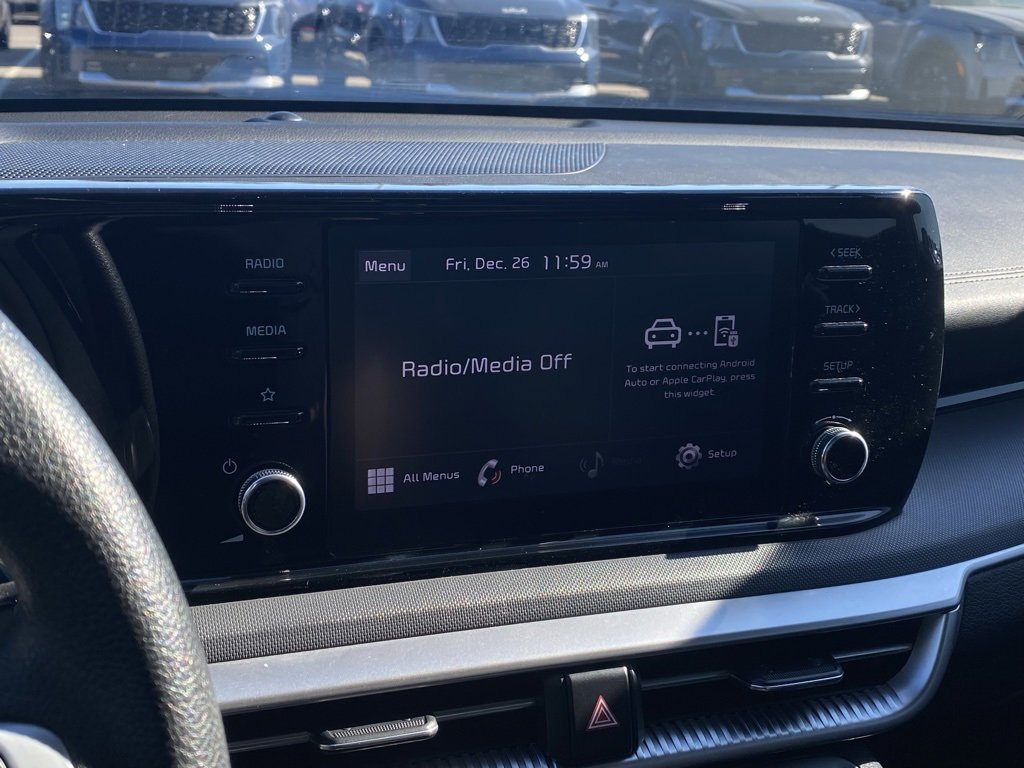 RADIO
MEDIA
Menu
Fri, Dec. 26 11:59 AM
Radio/Media Off
To start connecting Android
Auto or Apple CarPlay, press
this widget
All Menus
Phone
Media
Setup
< SEEK
TRACK >
SETUP